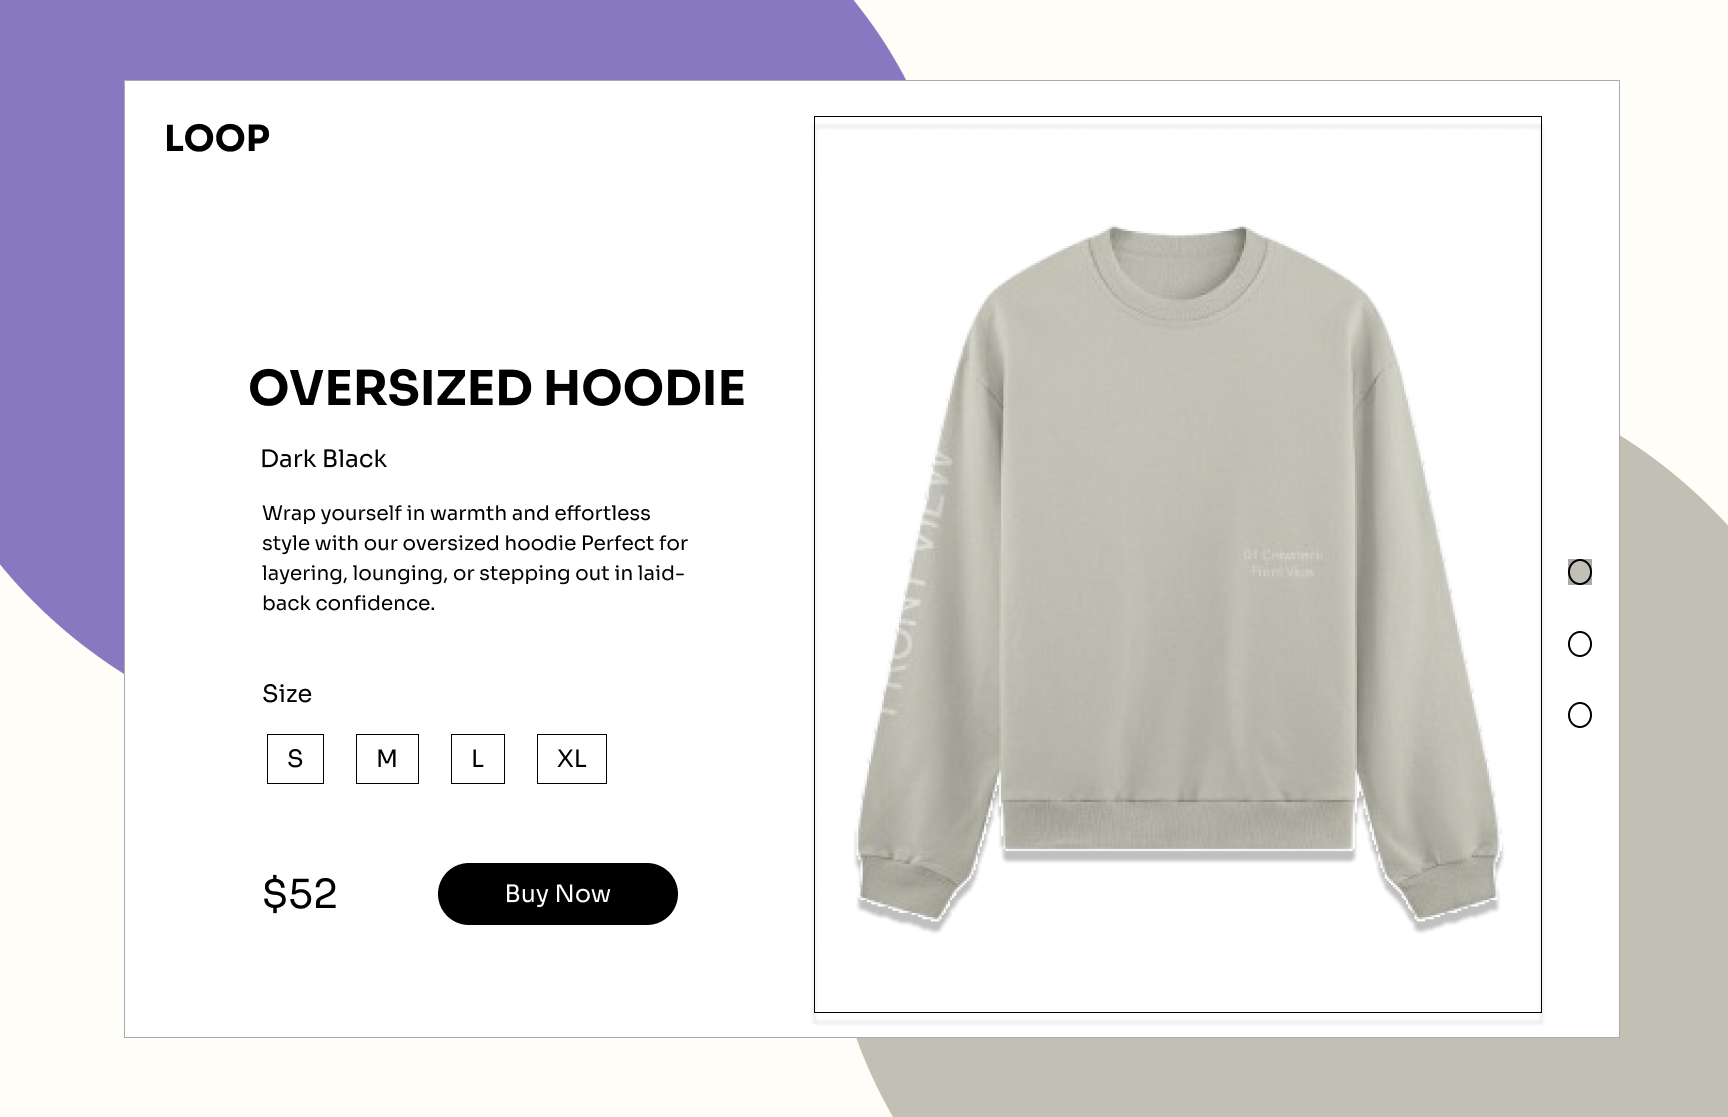 LOOP
OVERSIZED HOODIE
Dark Black
Wrap yourself in warmth and effortless
style with our oversized hoodie Perfect for
layering, lounging, or stepping out in laid-
back confidence.
Size
S M L XL
$52
Buy Now
FRONT VIEW
01
Front View